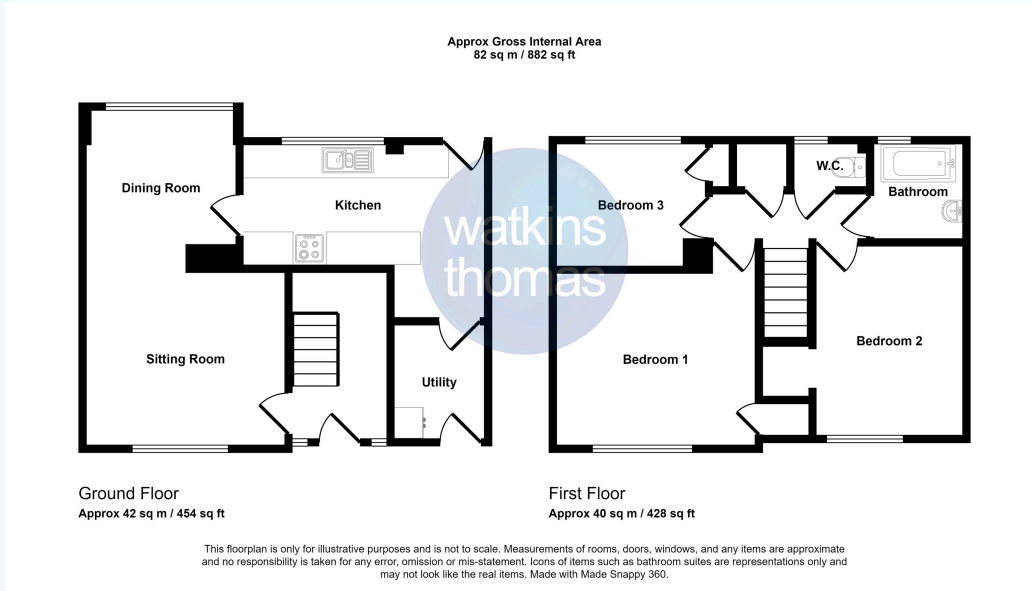 Approx Gross Internal Area
82 sq m / 882 sq ft
Dining Room
Kitchen
Sitting Room
Utility
W.C.
Bathroom
Bedroom 3
Bedroom 1
Bedroom 2
watkins
thomas
Ground Floor
Approx 42 sq m / 454 sq ft
First Floor
Approx 40 sq m / 428 sq ft
This floorplan is only for illustrative purposes and is not to scale. Measurements of rooms, doors, windows, and any items are approximate
and no responsibility is taken for any error, omission or mis-statement. Icons of items such as bathroom suites are representations only and
may not look like the real items. Made with Made Snappy 360.